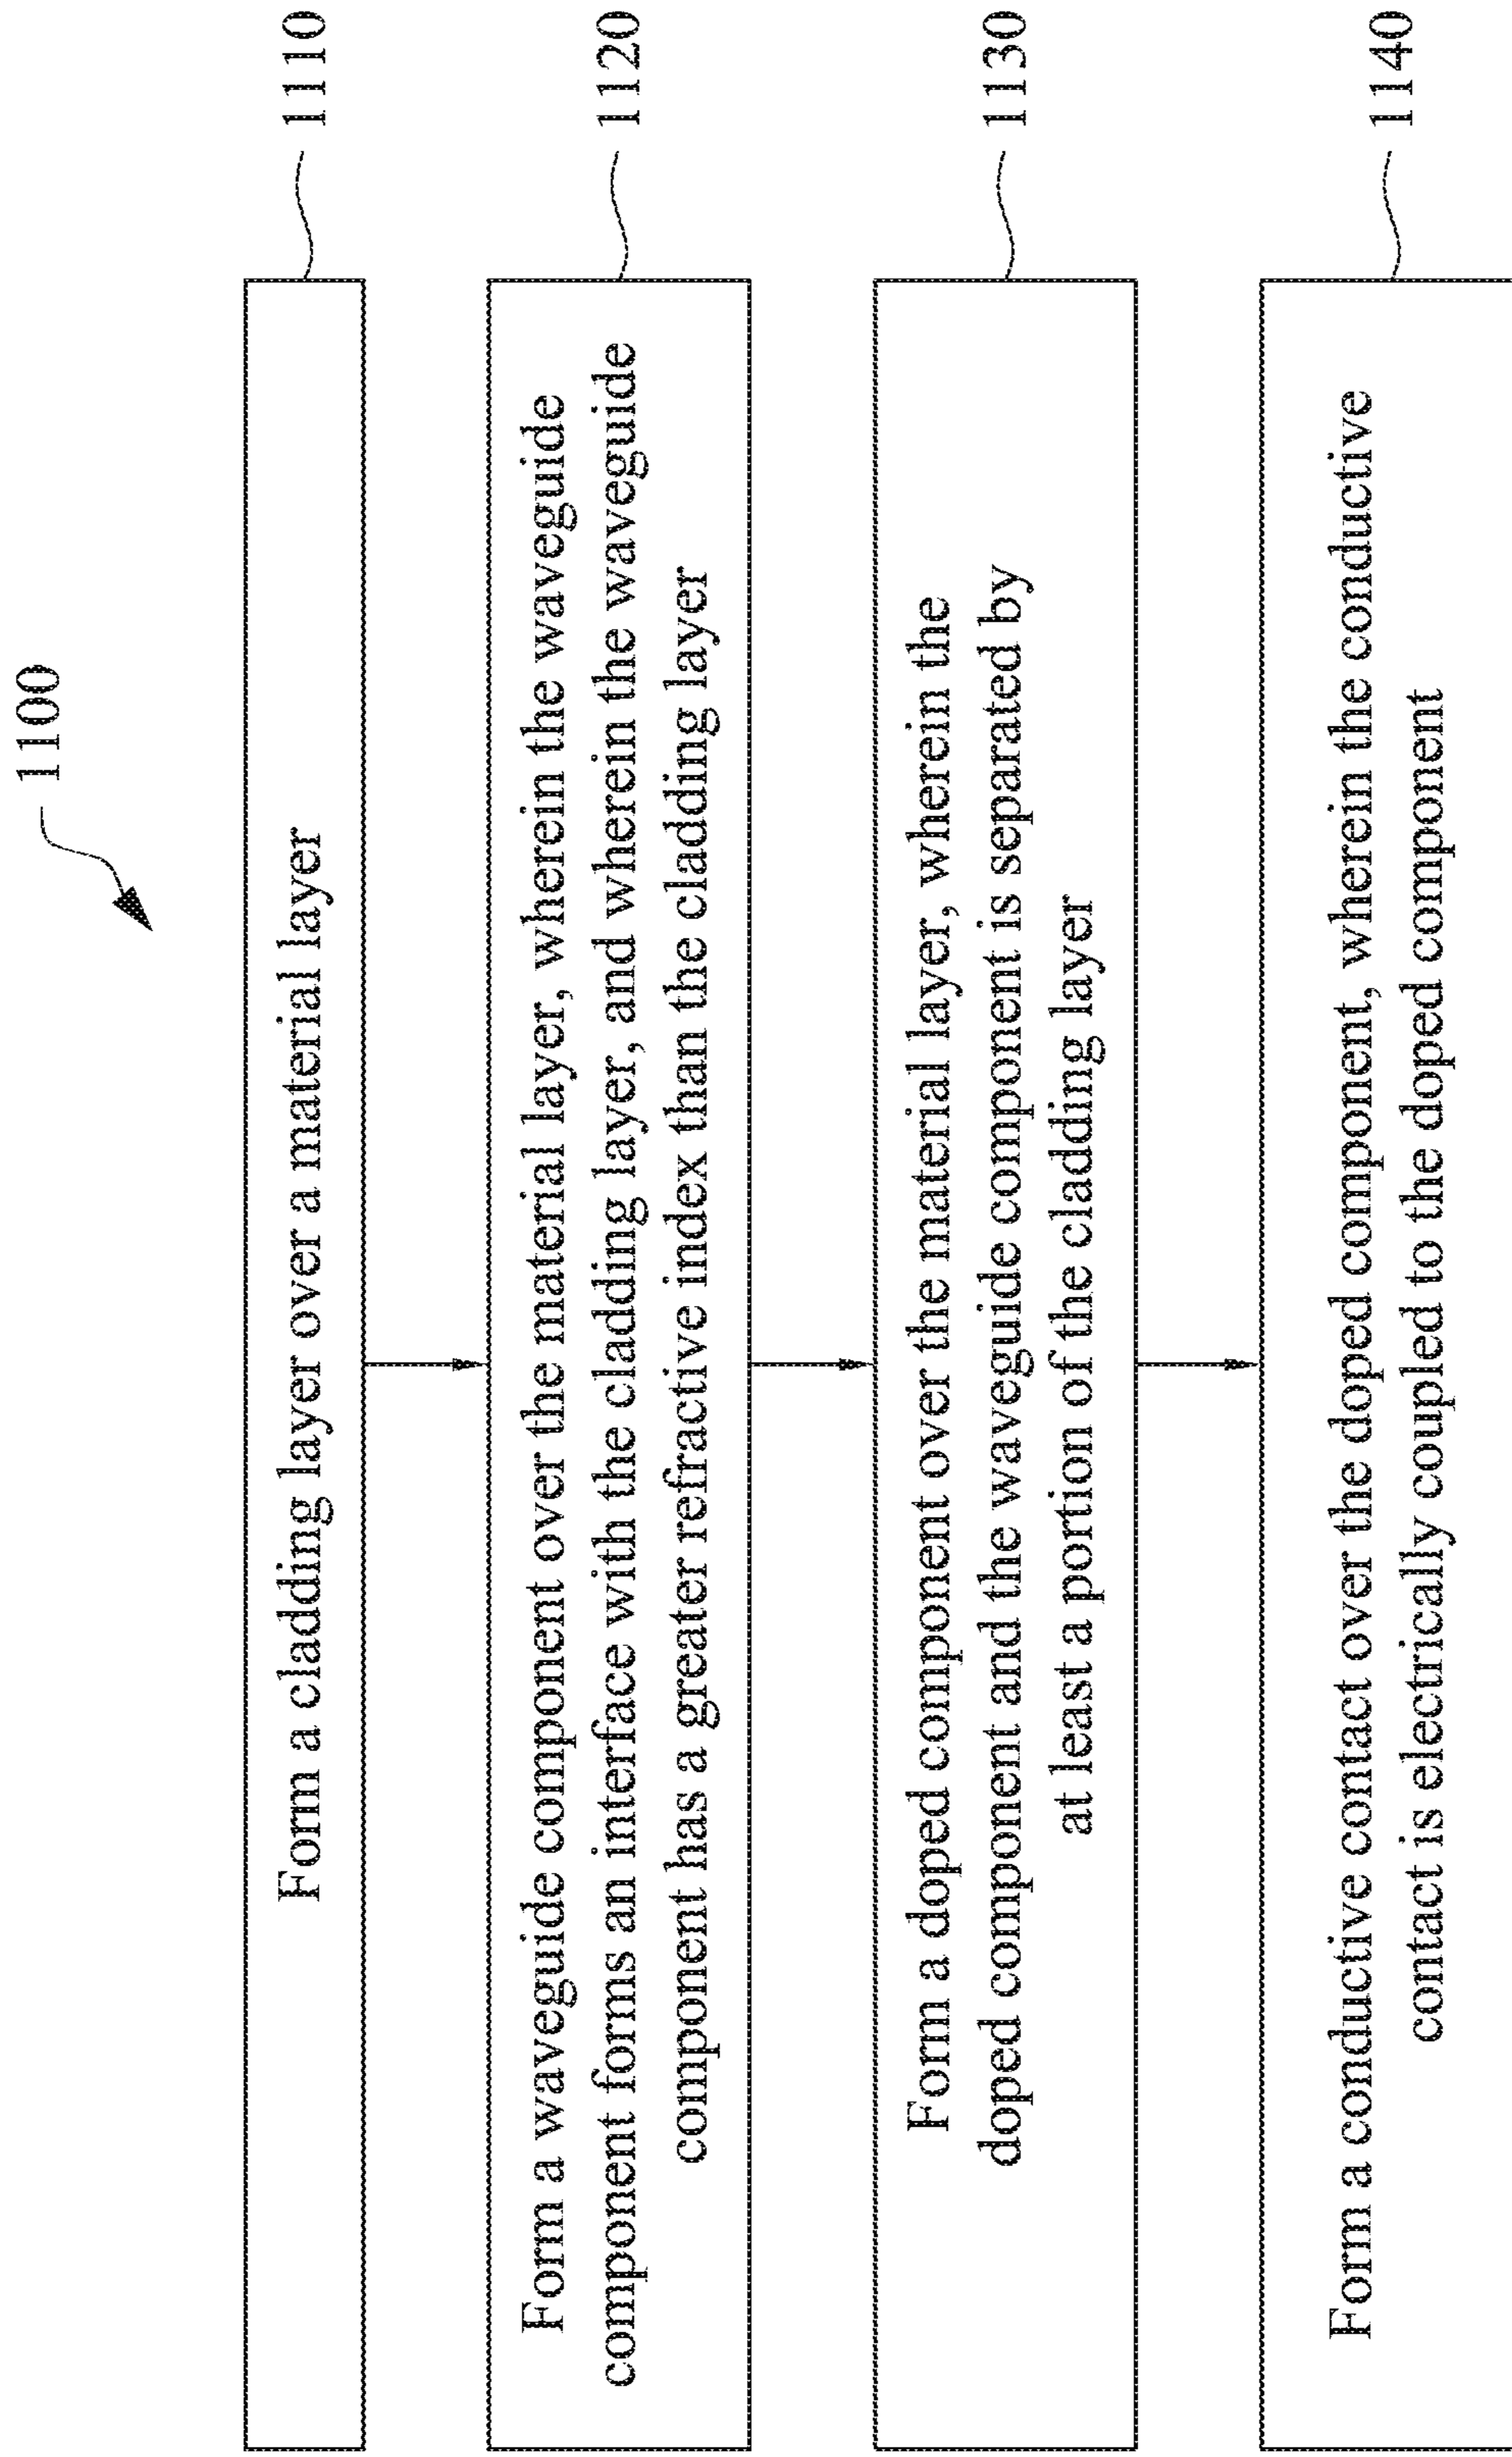 1100
Form a cladding layer over a material layer
1110
Form a waveguide component over the material layer, wherein the waveguide
component forms an interface with the cladding layer, and wherein the waveguide
component has a greater refractive index than the cladding layer
1120
Form a doped component over the material layer, wherein the
doped component and the waveguide component is separated by
at least a portion of the cladding layer
1130
Form a conductive contact over the doped component, wherein the conductive
contact is electrically coupled to the doped component
1140